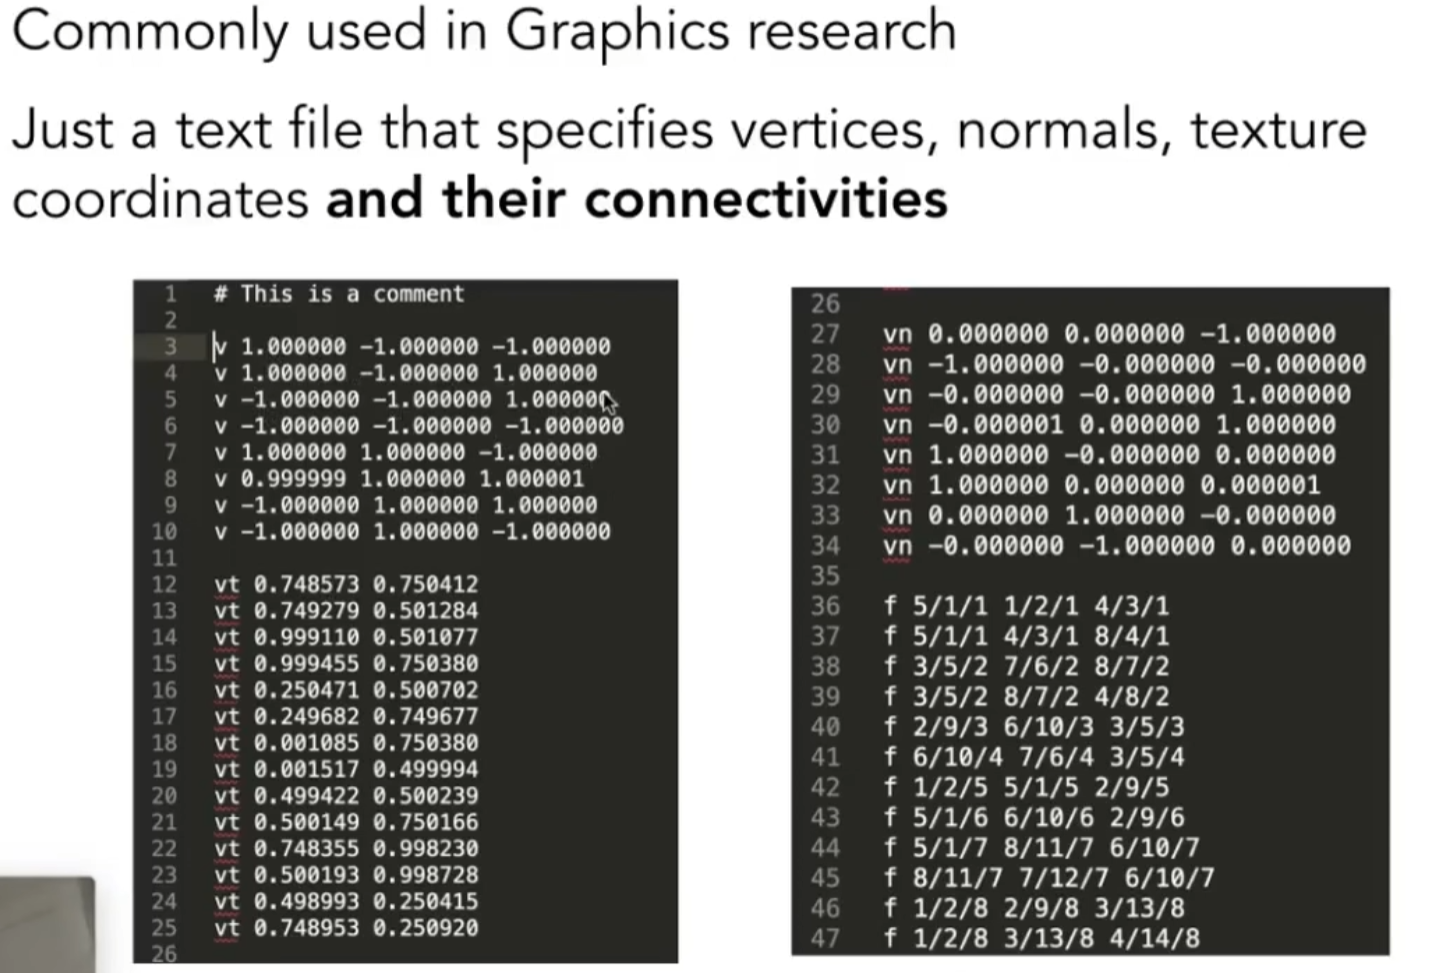 Commonly used in Graphics research
Just a text file that specifies vertices, normals, texture
coordinates and their connectivities
1 # This is a comment
2
3 v 1.000000 -1.000000 -1.000000
4 v 1.000000 -1.000000 1.000000
5 v -1.000000 -1.000000 1.000000
6 v -1.000000 -1.000000 -1.000000
7 v 1.000000 1.000000 -1.000000
8 v 0.999999 1.000000 1.000001
9 v -1.000000 1.000000 1.000000
10 v -1.000000 1.000000 -1.000000
11
12 vt 0.748573 0.750412
13 vt 0.749279 0.501284
14 vt 0.999110 0.501077
15 vt 0.999455 0.750380
16 vt 0.250471 0.500702
17 vt 0.249682 0.749677
18 vt 0.001085 0.750380
19 vt 0.001517 0.499994
20 vt 0.499422 0.500239
21 vt 0.500149 0.750166
22 vt 0.748355 0.998230
23 vt 0.500193 0.998728
24 vt 0.498993 0.250415
25 vt 0.748953 0.250920
26
26
27 vn 0.000000 0.000000 -1.000000
28 vn -1.000000 -0.000000 -0.000000
29 vn -0.000000 -0.000000 1.000000
30 vn -0.000001 0.000000 1.000000
31 vn 1.000000 -0.000000 0.000000
32 vn 1.000000 0.000000 0.000001
33 vn 0.000000 1.000000 -0.000000
34 vn -0.000000 -1.000000 0.000000
35
36 f 5/1/1 1/2/1 4/3/1
37 f 5/1/1 4/3/1 8/4/1
38 f 3/5/2 7/6/2 8/7/2
39 f 3/5/2 8/7/2 4/8/2
40 f 2/9/3 6/10/3 3/5/3
41 f 6/10/4 7/6/4 3/5/4
42 f 1/2/5 5/1/5 2/9/5
43 f 5/1/6 6/10/6 2/9/6
44 f 5/1/7 8/11/7 6/10/7
45 f 8/11/7 7/12/7 6/10/7
46 f 1/2/8 2/9/8 3/13/8
47 f 1/2/8 3/13/8 4/14/8